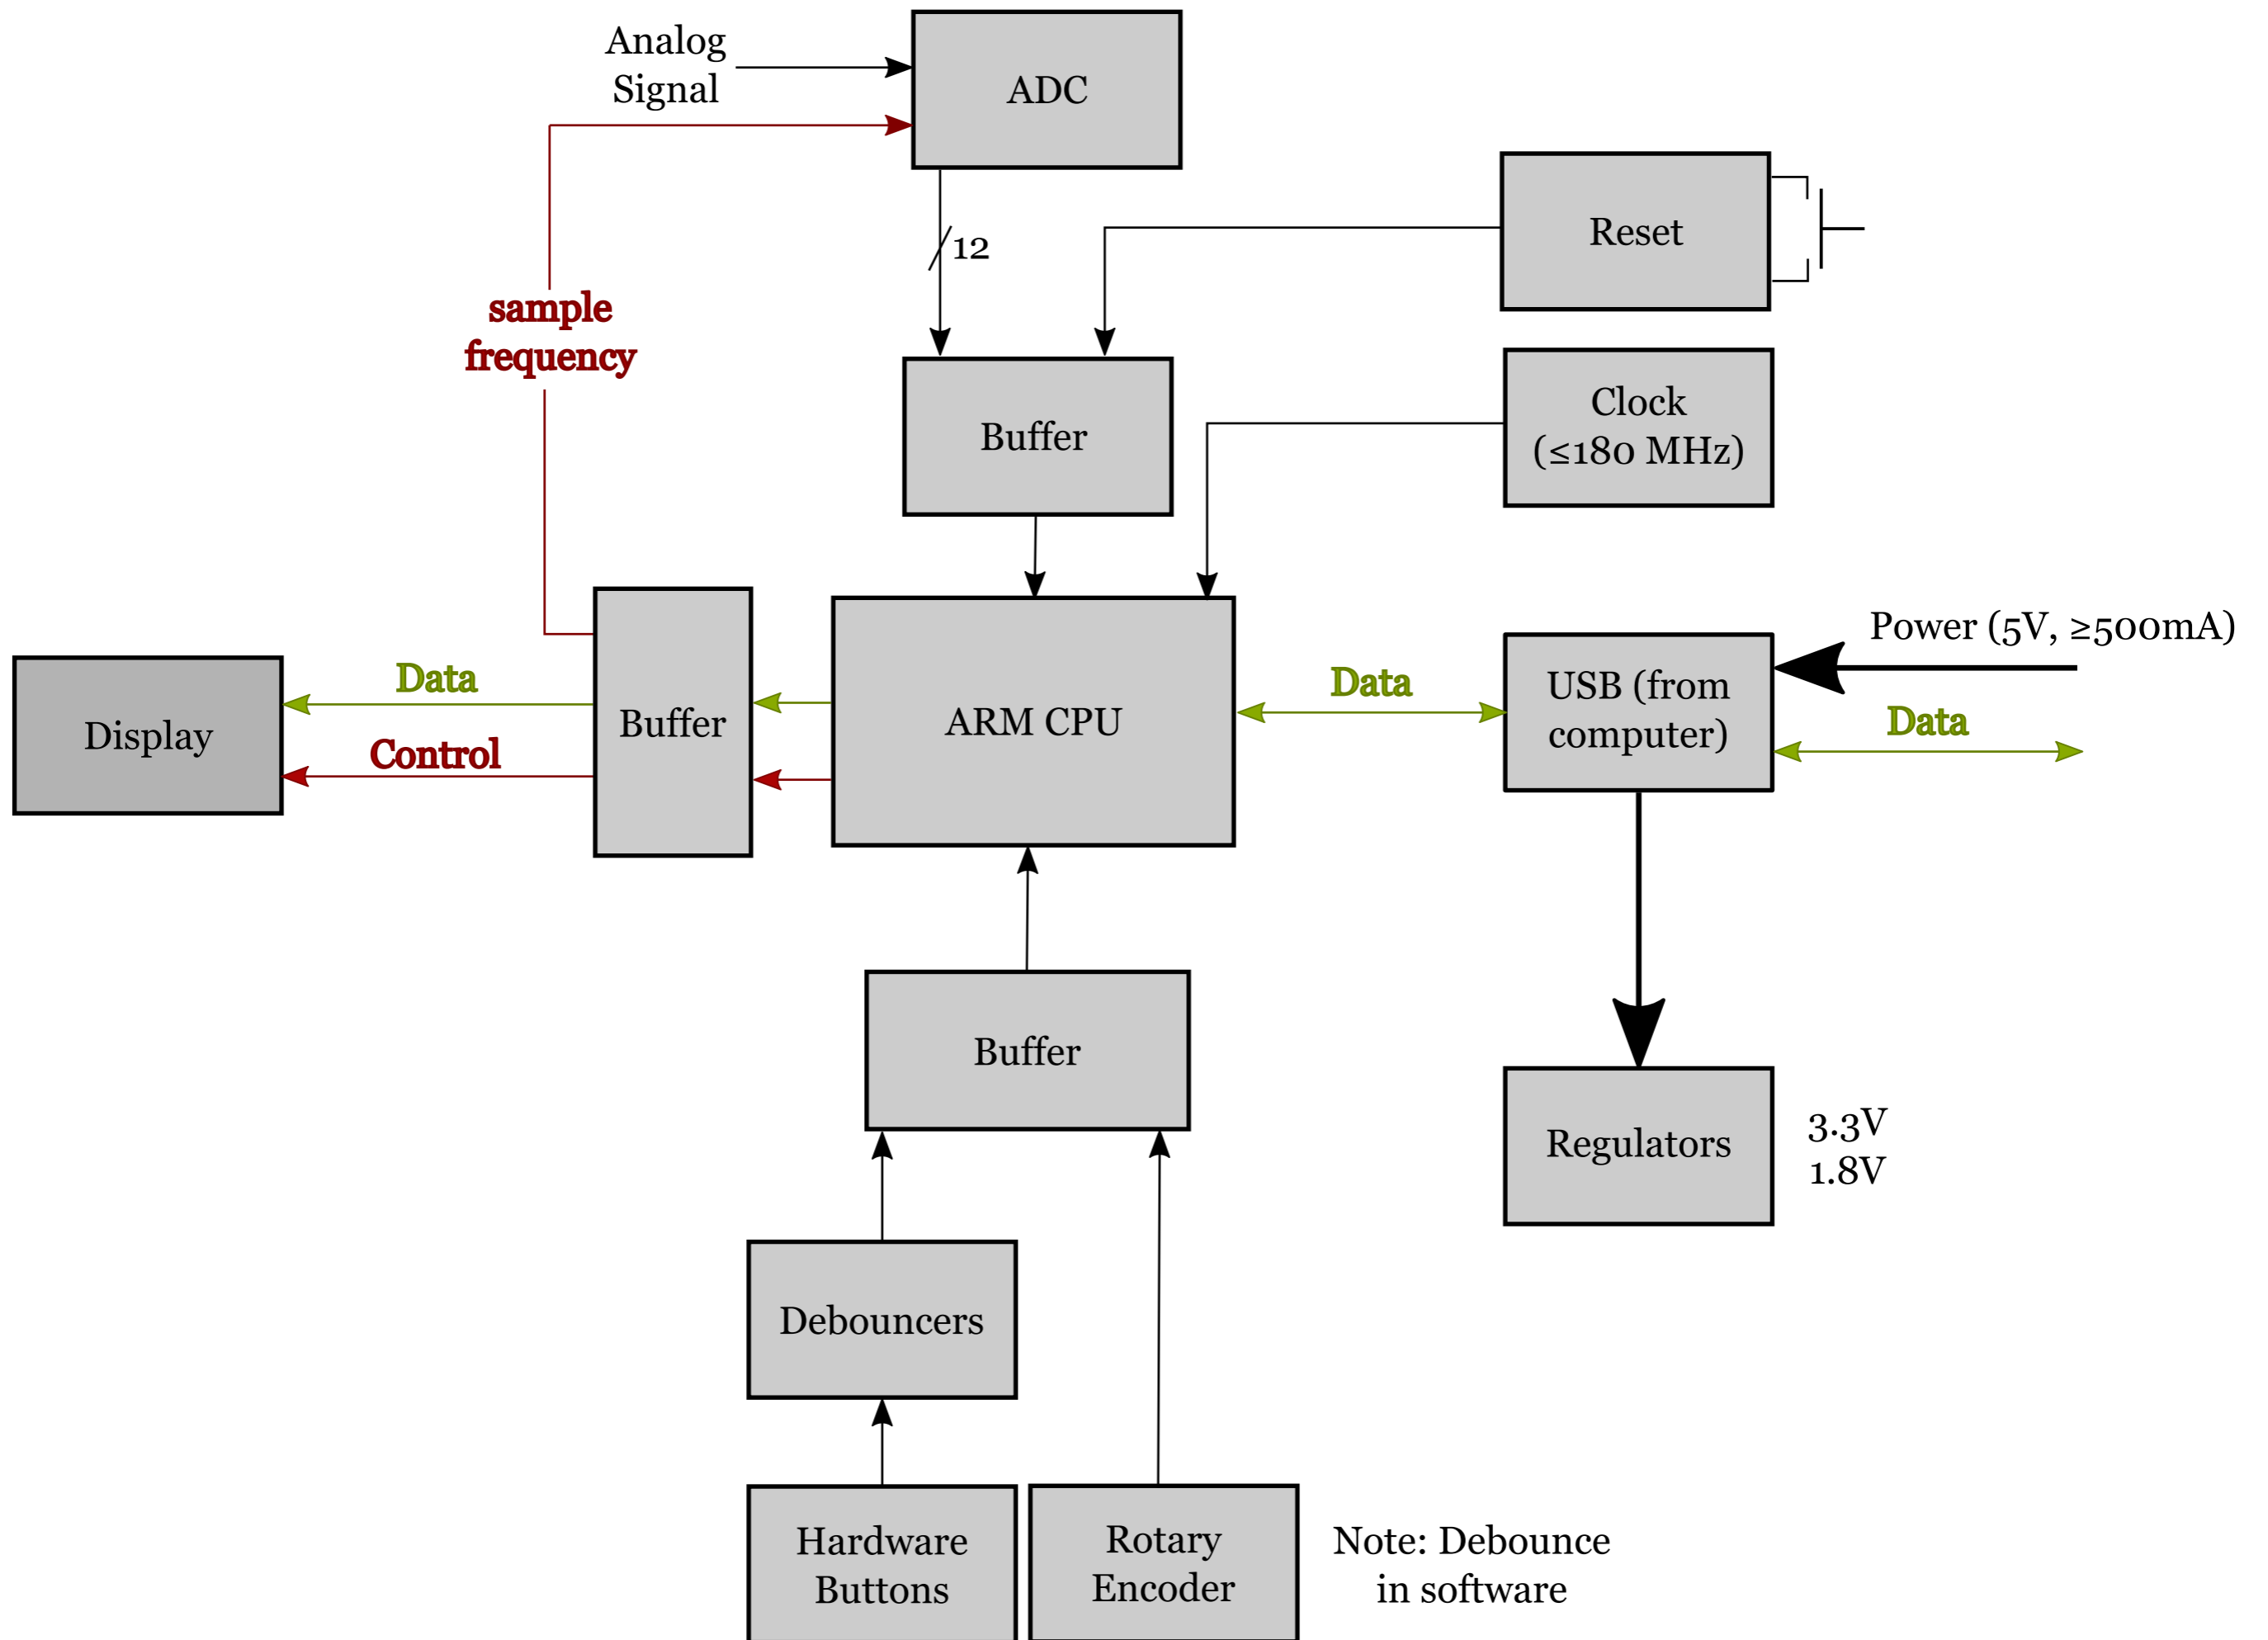 Analog
Signal
ADC
12
Reset
sample
frequency
Clock
(≤180 MHz)
Buffer
Power (5V, ≥500mA)
Data
Display
Control
Buffer
ARM CPU
Data
USB (from
computer)
Data
Buffer
Regulators
3.3V
1.8V
Debouncers
Hardware
Buttons
Rotary
Encoder
Note: Debounce
in software